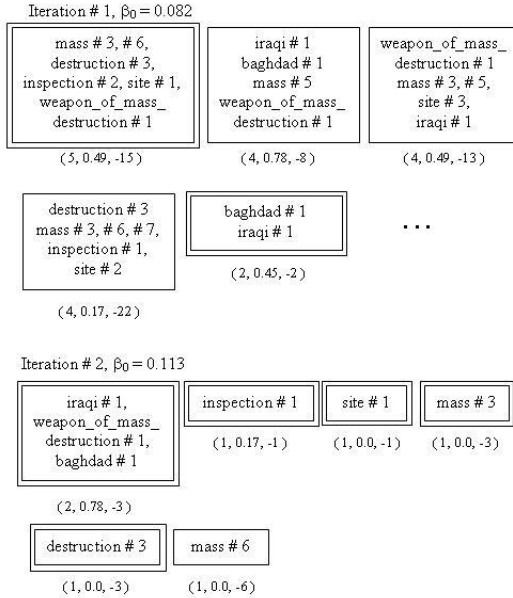 Iteration # 1, β0 = 0.082
mass # 3, # 6,
destruction # 3,
inspection # 2, site # 1,
weapon_of_mass_
destruction # 1
( 5, 0.49, -15 )
iraqi # 1
baghdad # 1
mass # 5
weapon_of_mass_
destruction # 1
( 4, 0.78, -8 )
weapon_of_mass_
destruction # 1
mass # 3, # 5,
site # 3,
iraqi # 1
( 4, 0.49, -13 )
destruction # 3
mass # 3, # 6, # 7,
inspection # 1,
site # 2
( 4, 0.17, -22 )
baghdad # 1
iraqi # 1
( 2, 0.45, -2 )
. . .
Iteration # 2, β0 = 0.113
iraqi # 1,
weapon_of_mass_
destruction # 1,
baghdad # 1
( 2, 0.78, -3 )
inspection # 1
( 1, 0.17, -1 )
site # 1
( 1, 0.0, -1 )
mass # 3
( 1, 0.0, -3 )
destruction # 3
( 1, 0.0, -3 )
mass # 6
( 1, 0.0, -6 )